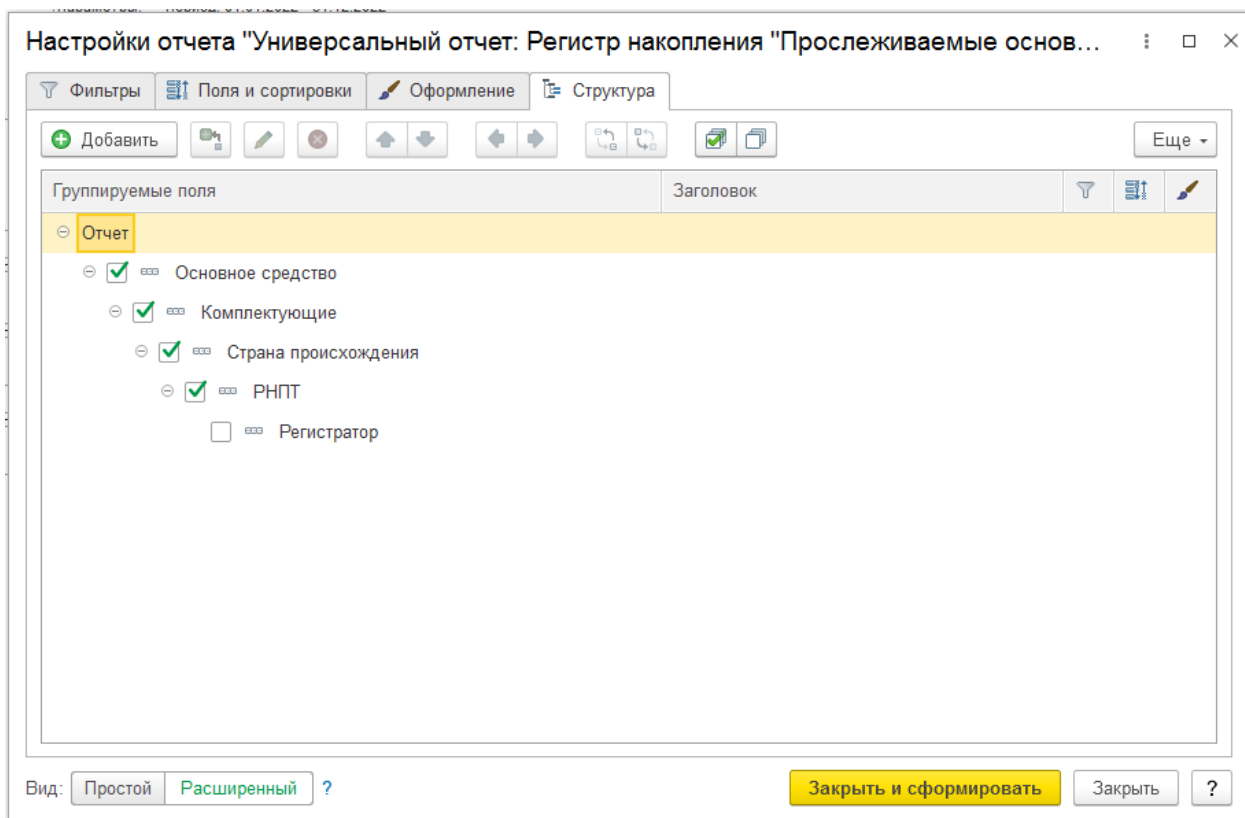 Настройки отчета "Универсальный отчет: Регистр накопления "Прослеживаемые основ...
Фильтры Поля и сортировки Оформление Структура
Добавить Еще
Группируемые поля Заголовок
Отчет
Основное средство
Комплектующие
Страна происхождения
РНПТ
Регистратор
Вид: Простой Расширенный ? Закрыть и сформировать Закрыть ?